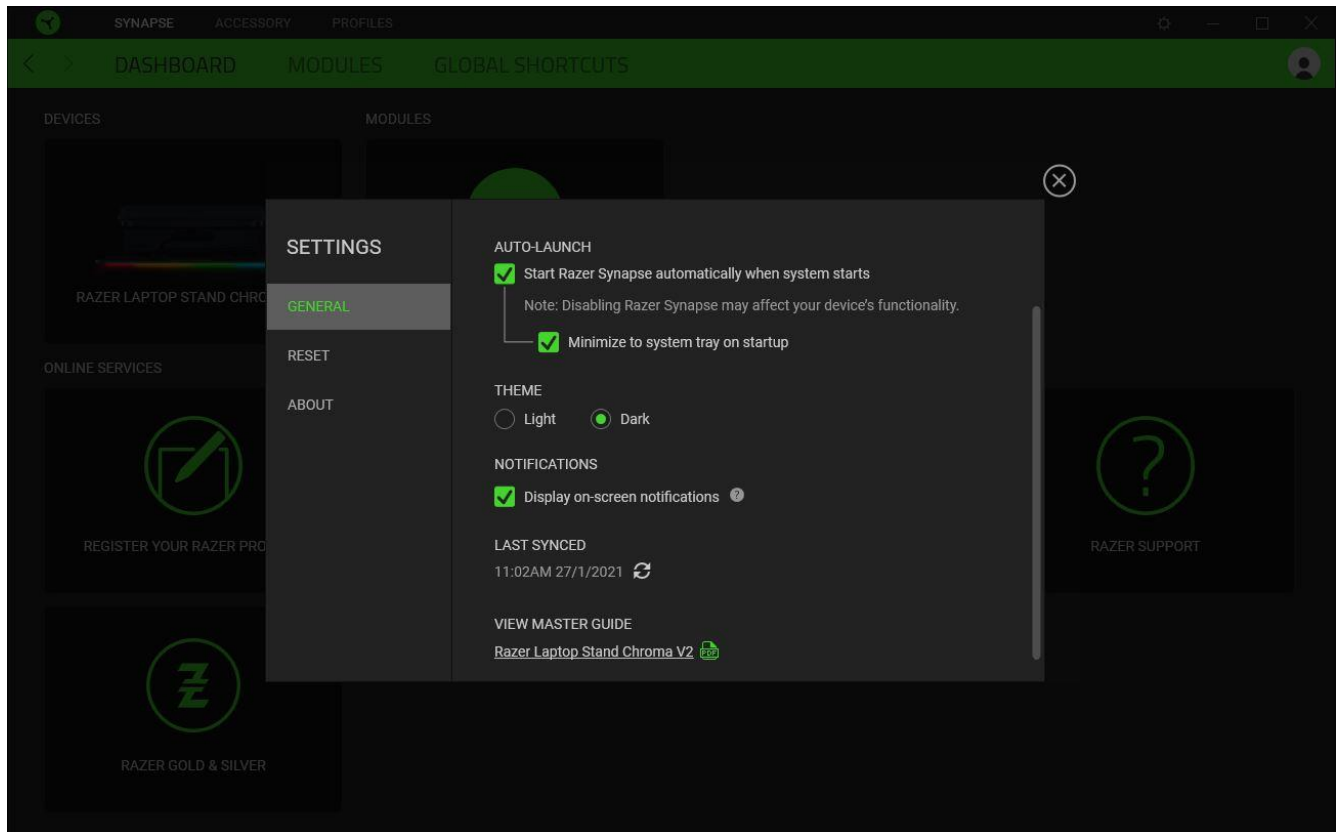 SYNAPSE ACCESSORY PROFILES
DASHBOARD MODULES GLOBAL SHORTCUTS
DEVICES MODULES
RAZER LAPTOP STAND CHRO
ONLINE SERVICES
REGISTER YOUR RAZER PRO
RAZER SUPPORT
RAZER GOLD & SILVER
SETTINGS
GENERAL
RESET
ABOUT
AUTO-LAUNCH
Start Razer Synapse automatically when system starts
Note: Disabling Razer Synapse may affect your device's functionality.
Minimize to system tray on startup
THEME
Light Dark
NOTIFICATIONS
Display on-screen notifications ?
LAST SYNCED
11:02AM 27/1/2021
VIEW MASTER GUIDE
Razer Laptop Stand Chroma V2 PDF